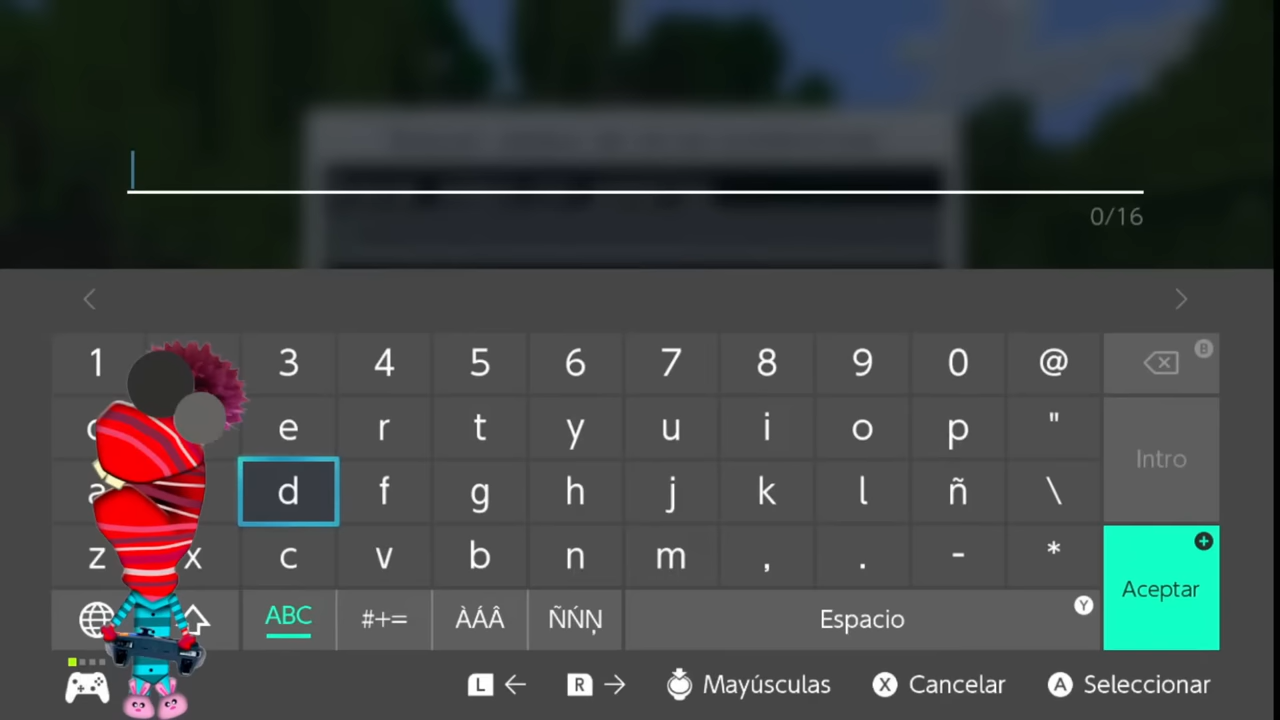 0/16
1 3 4 5 6 7 8 9 0 @ B
e r t y u i o p "
Intro
a d f g h j k l ñ \
z x c v b n m , . - * +
Aceptar
ABC #+= ÀÁÂ ÑŃŅ Espacio Y
L ← R → Mayúsculas X Cancelar A Seleccionar